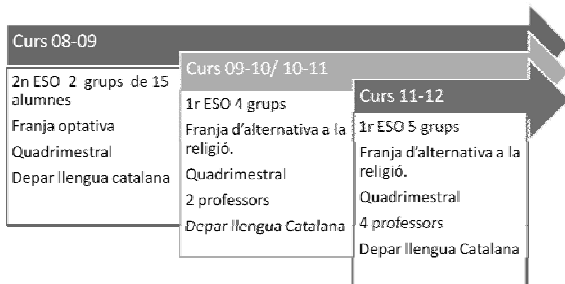 Curs 08-09
2n ESO 2 grups de 15
alumnes
Franja optativa
Quadrimestral
Depar llengua catalana
Curs 09-10/ 10-11
1r ESO 4 grups
Franja d'alternativa a la
religió.
Quadrimestral
2 professors
Depar llengua Catalana
Curs 11-12
1r ESO 5 grups
Franja d'alternativa a la
religió.
Quadrimestral
4 professors
Depar llengua Catalana